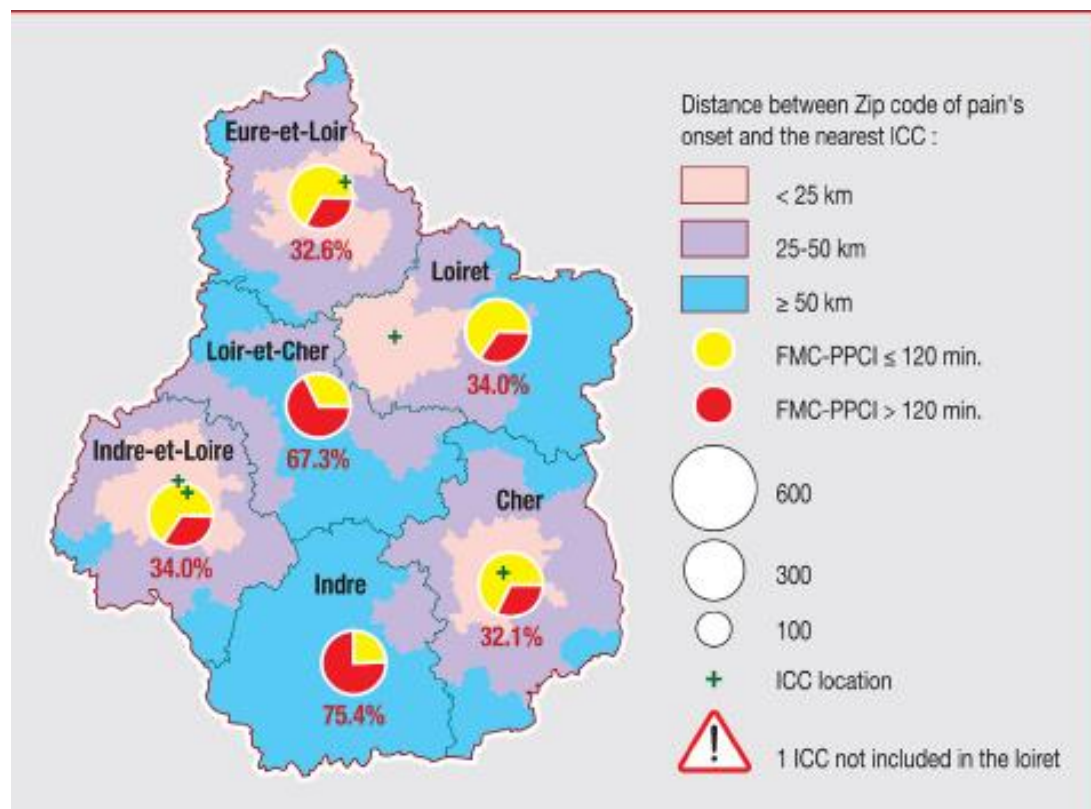 Eure-et-Loir
32.6%
Loiret
34.0%
Loir-et-Cher
67.3%
Indre-et-Loire
34.0%
Cher
32.1%
Indre
75.4%
Distance between Zip code of pain's
onset and the nearest ICC :
< 25 km
25-50 km
≥ 50 km
FMC-PPCI ≤ 120 min.
FMC-PPCI > 120 min.
600
300
100
+ ICC location
! 1 ICC not included in the loiret